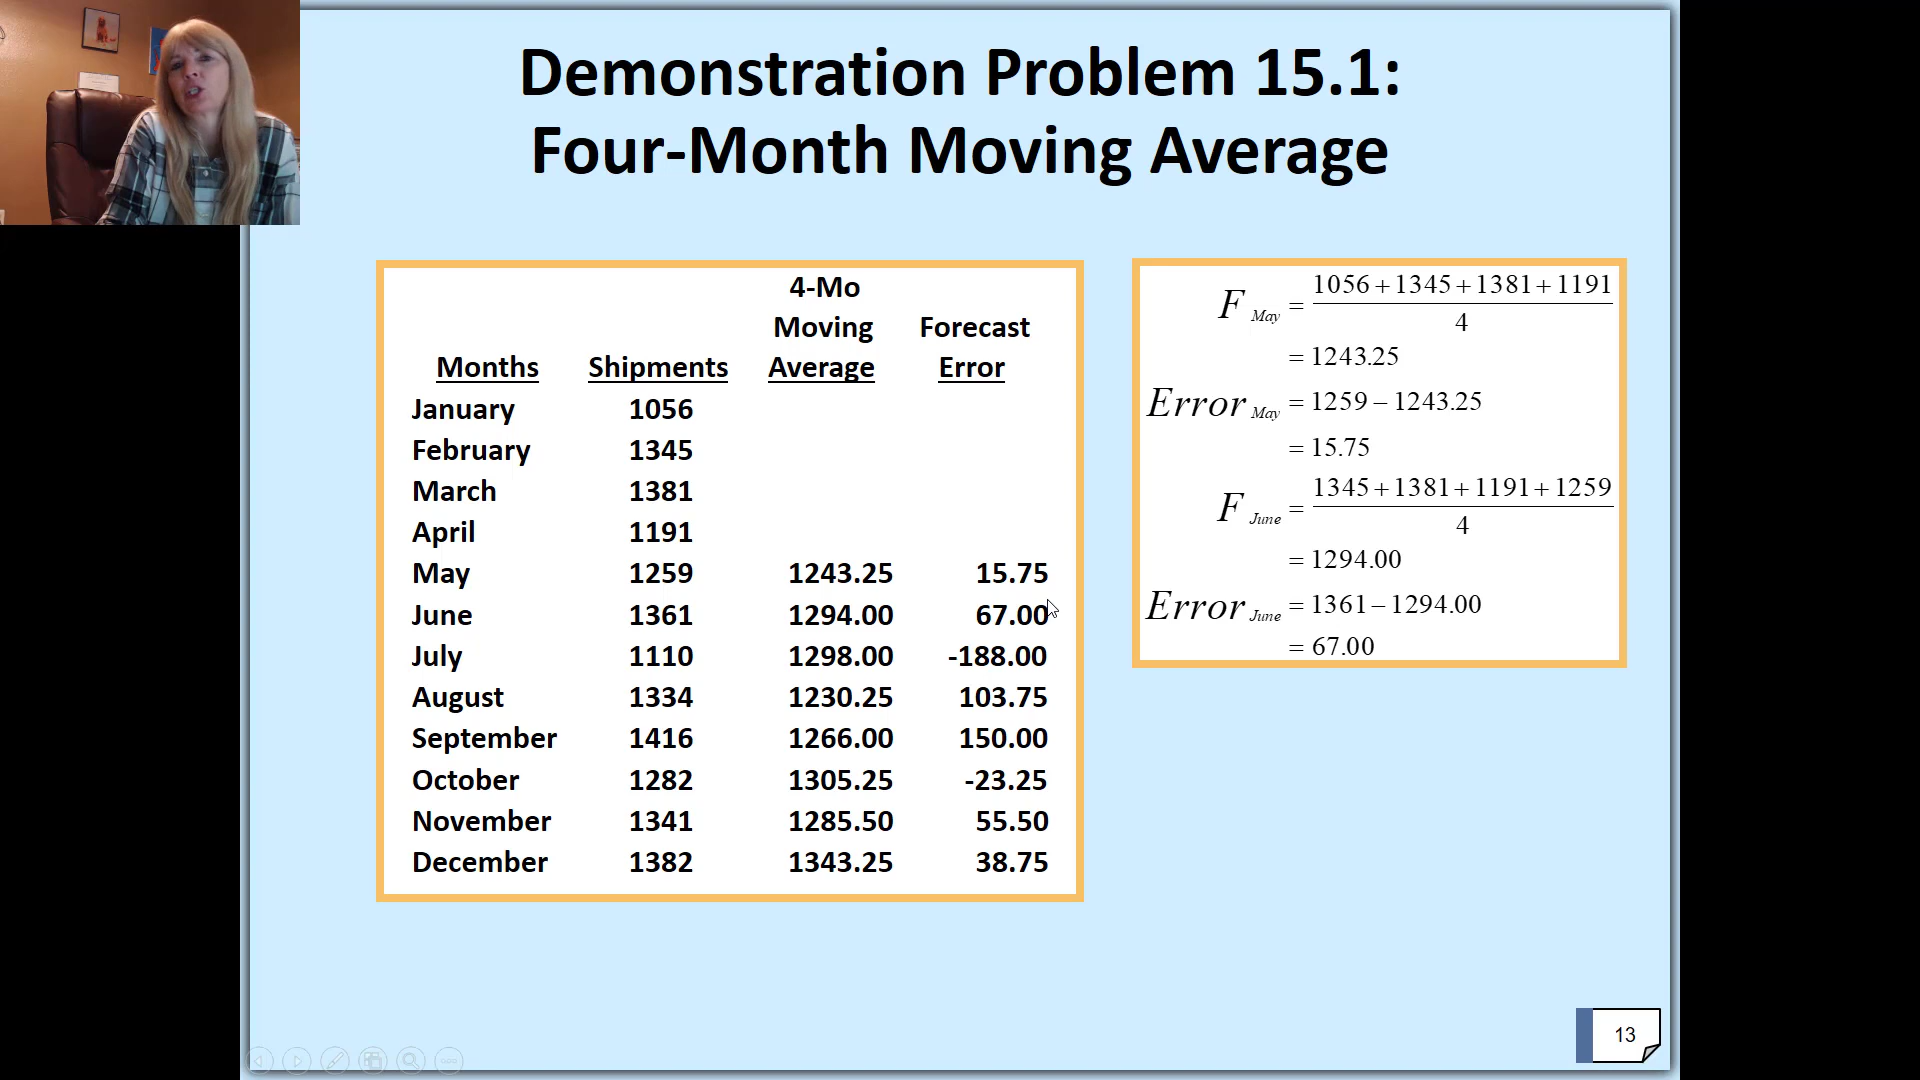 Demonstration Problem 15.1:
Four-Month Moving Average
4-Mo
Moving Forecast
Months Shipments Average Error
January 1056
February 1345
March 1381
April 1191
May 1259 1243.25 15.75
June 1361 1294.00 67.00
July 1110 1298.00 -188.00
August 1334 1230.25 103.75
September 1416 1266.00 150.00
October 1282 1305.25 -23.25
November 1341 1285.50 55.50
December 1382 1343.25 38.75
1056+1345+1381+1191
F May =
4
= 1243.25
Error May = 1259 − 1243.25
= 15.75
1345+1381+1191+1259
F June =
4
= 1294.00
Error June = 1361 − 1294.00
= 67.00
13